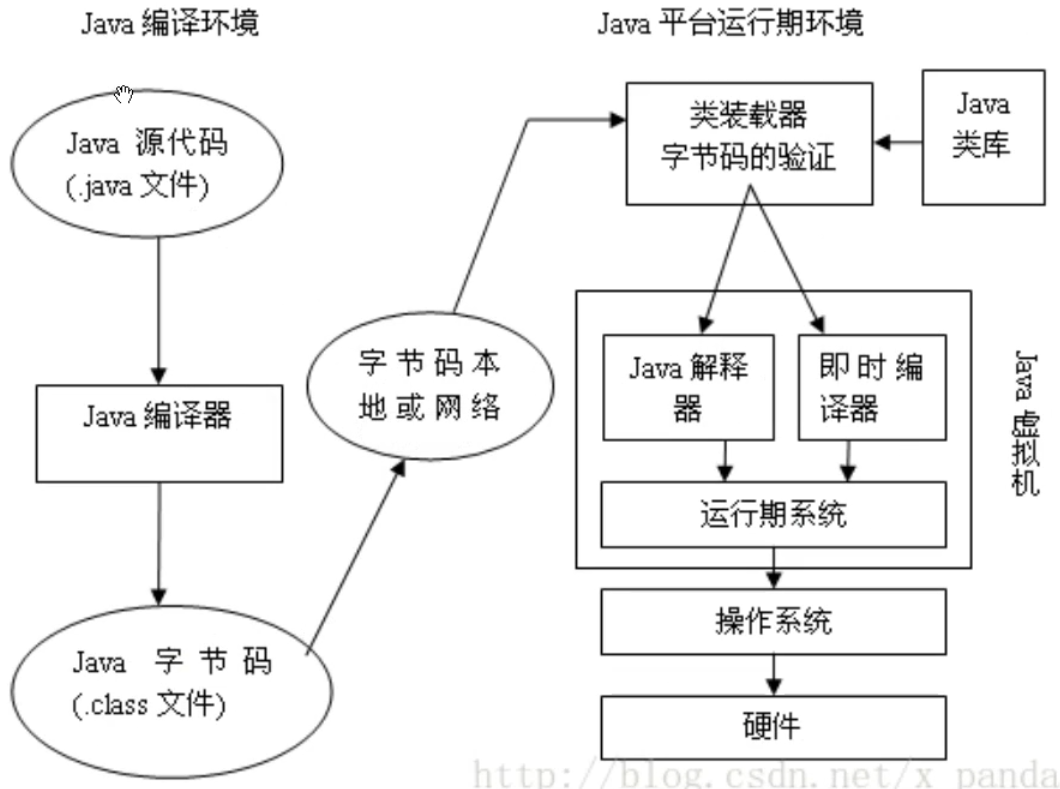 Java 编译环境
Java 平台运行期环境
Java 源代码
(.java 文件)
Java 编译器
Java 字节码
(.class 文件)
字节码本
地或网络
类装载器
字节码的验证
Java
类库
Java 解释
器
即时编
译器
运行期系统
Java 虚拟机
操作系统
硬件
http://blog.csdn.net/x_panda